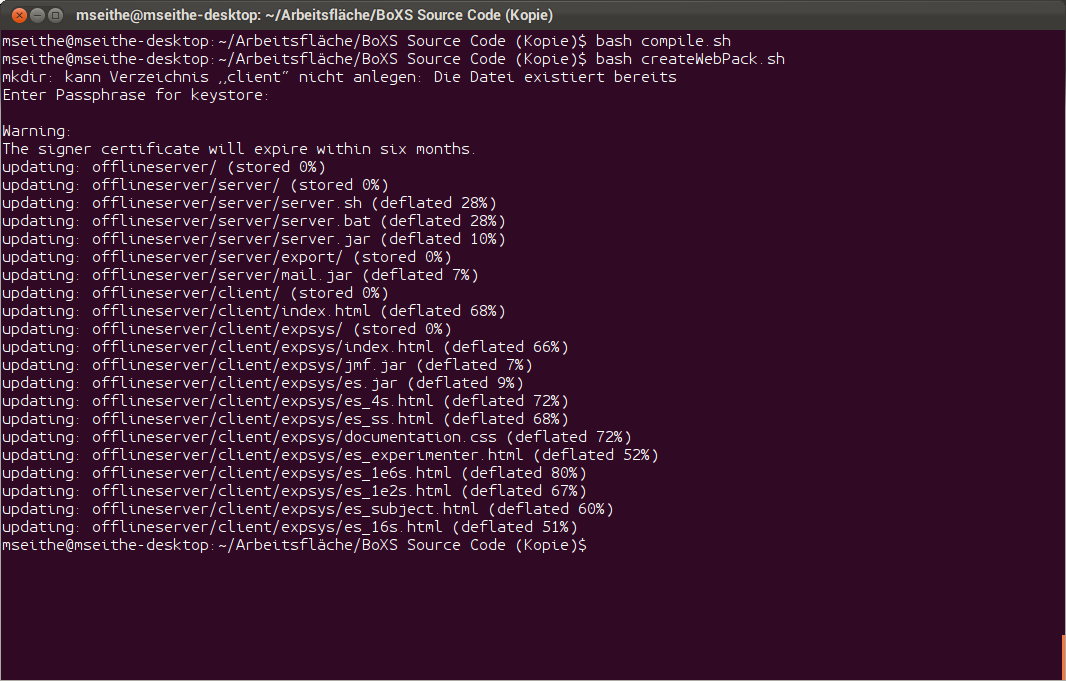 mseithe@mseithe-desktop: ~/Arbeitsfläche/BoXS Source Code (Kopie)
mseithe@mseithe-desktop:~/Arbeitsfläche/BoXS Source Code (Kopie)$ bash compile.sh
mseithe@mseithe-desktop:~/Arbeitsfläche/BoXS Source Code (Kopie)$ bash createWebPack.sh
mkdir: kann Verzeichnis „client“ nicht anlegen: Die Datei existiert bereits
Enter Passphrase for keystore:
Warning:
The signer certificate will expire within six months.
updating: offlineserver/ (stored 0%)
updating: offlineserver/server/ (stored 0%)
updating: offlineserver/server/server.sh (deflated 28%)
updating: offlineserver/server/server.bat (deflated 28%)
updating: offlineserver/server/server.jar (deflated 10%)
updating: offlineserver/server/export/ (stored 0%)
updating: offlineserver/server/mail.jar (deflated 7%)
updating: offlineserver/client/ (stored 0%)
updating: offlineserver/client/index.html (deflated 68%)
updating: offlineserver/client/expsys/ (stored 0%)
updating: offlineserver/client/expsys/index.html (deflated 66%)
updating: offlineserver/client/expsys/jmf.jar (deflated 7%)
updating: offlineserver/client/expsys/es.jar (deflated 9%)
updating: offlineserver/client/expsys/es_4s.html (deflated 72%)
updating: offlineserver/client/expsys/es_ss.html (deflated 68%)
updating: offlineserver/client/expsys/documentation.css (deflated 72%)
updating: offlineserver/client/expsys/es_experimenter.html (deflated 52%)
updating: offlineserver/client/expsys/es_1e6s.html (deflated 80%)
updating: offlineserver/client/expsys/es_1e2s.html (deflated 67%)
updating: offlineserver/client/expsys/es_subject.html (deflated 60%)
updating: offlineserver/client/expsys/es_16s.html (deflated 51%)
mseithe@mseithe-desktop:~/Arbeitsfläche/BoXS Source Code (Kopie)$